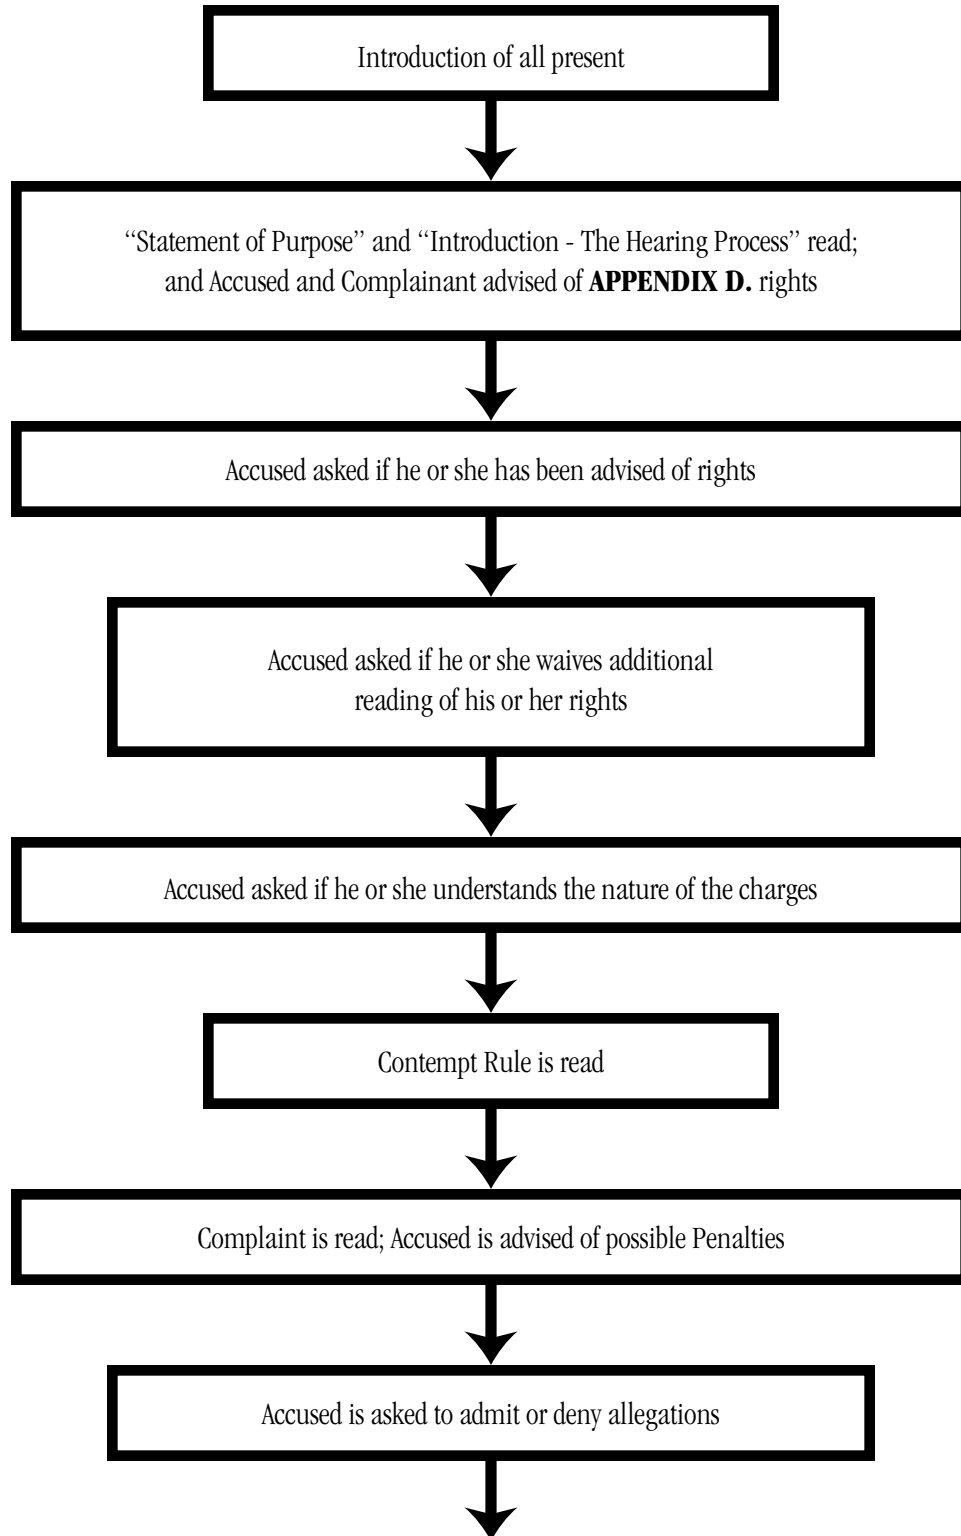 Introduction of all present
“Statement of Purpose” and “Introduction - The Hearing Process” read;
and Accused and Complainant advised of APPENDIX D. rights
Accused asked if he or she has been advised of rights
Accused asked if he or she waives additional
reading of his or her rights
Accused asked if he or she understands the nature of the charges
Contempt Rule is read
Complaint is read; Accused is advised of possible Penalties
Accused is asked to admit or deny allegations